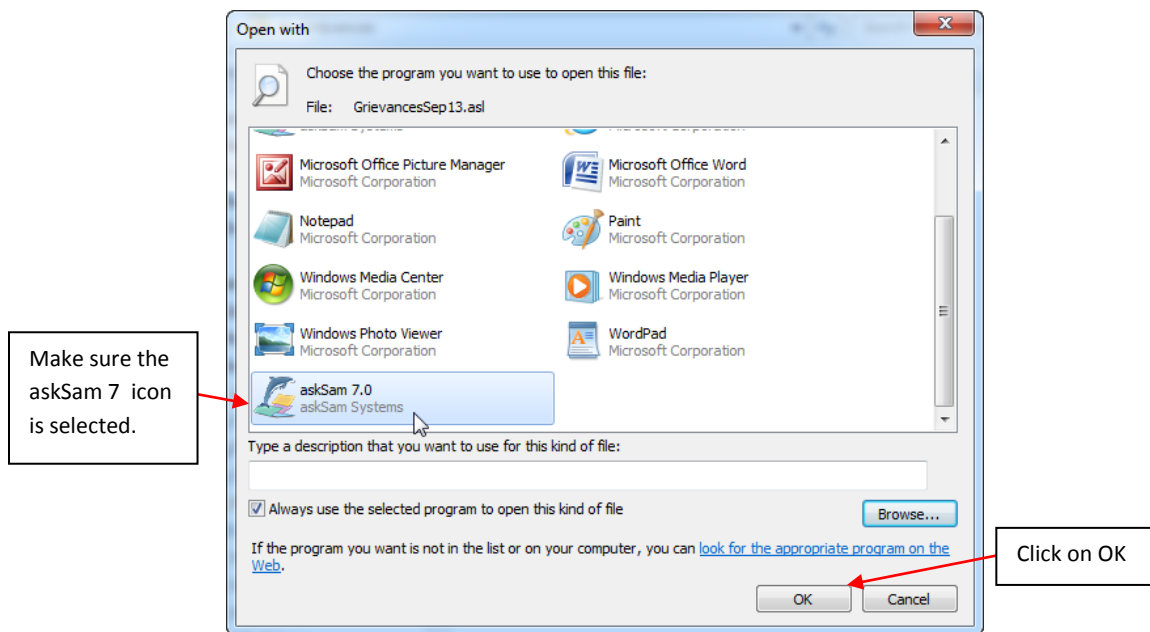 Open with
Choose the program you want to use to open this file:
File: GrievancesSep13.asl
Microsoft Office Picture Manager
Microsoft Corporation
Microsoft Office Word
Microsoft Corporation
Notepad
Microsoft Corporation
Paint
Microsoft Corporation
Windows Media Center
Microsoft Corporation
Windows Media Player
Microsoft Corporation
Windows Photo Viewer
Microsoft Corporation
WordPad
Microsoft Corporation
askSam 7.0
askSam Systems
Make sure the
askSam 7 icon
is selected.
Type a description that you want to use for this kind of file:
Always use the selected program to open this kind of file
Browse...
If the program you want is not in the list or on your computer, you can look for the appropriate program on the
Web.
Click on OK
OK
Cancel